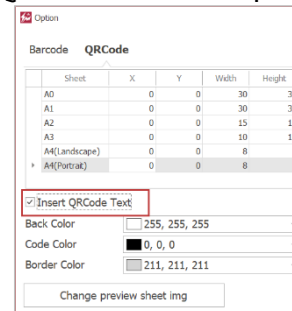 Option
Barcode QRCode
Sheet X Y Width Height
A0 0 0 30
A1 0 0 30
A2 0 0 15
A3 0 0 10
A4(Landscape) 0 0 8
A4(Portrait) 0 0 8
Insert QRCode Text
Back Color 255, 255, 255
Code Color 0, 0, 0
Border Color 211, 211, 211
Change preview sheet img